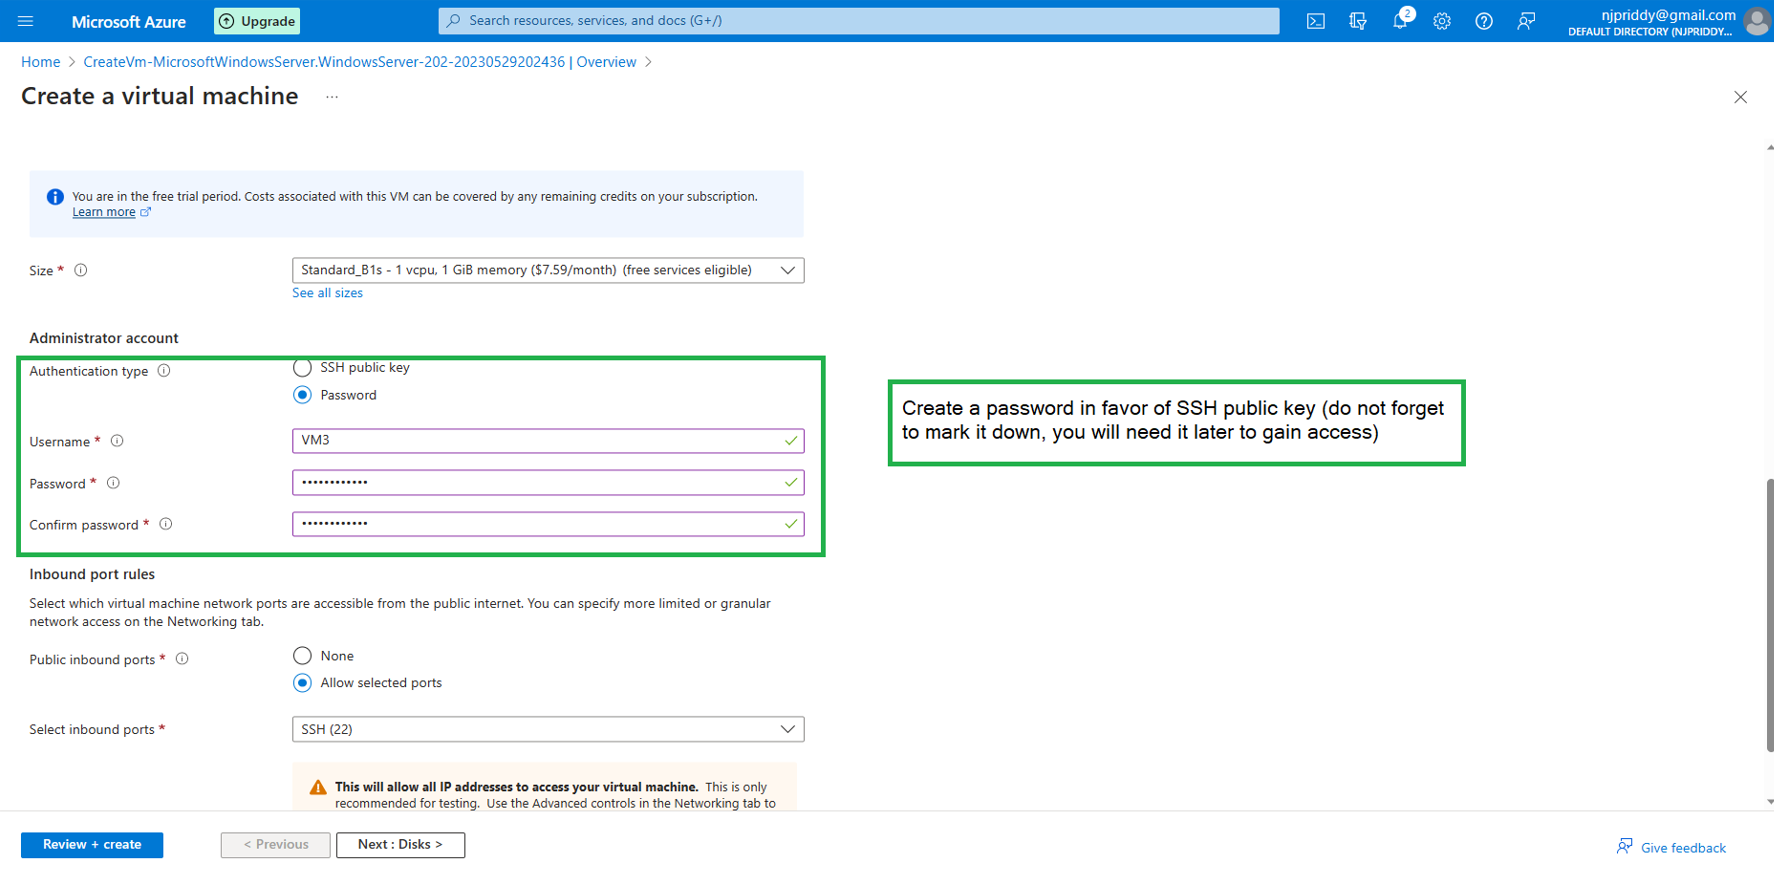 Microsoft Azure
Upgrade
Search resources, services, and docs (G+/)
2
njpriddy@gmail.com
DEFAULT DIRECTORY (NJPRIDDY...
Home > CreateVm-MicrosoftWindowsServer.WindowsServer-202-20230529202436 | Overview >
Create a virtual machine ...
You are in the free trial period. Costs associated with this VM can be covered by any remaining credits on your subscription.
Learn more
Size *
Standard_B1s - 1 vcpu, 1 GiB memory ($7.59/month) (free services eligible)
See all sizes
Administrator account
Authentication type
SSH public key
Password
Create a password in favor of SSH public key (do not forget
to mark it down, you will need it later to gain access)
Username *
VM3
Password *
••••••••••••
Confirm password *
••••••••••••
Inbound port rules
Select which virtual machine network ports are accessible from the public internet. You can specify more limited or granular
network access on the Networking tab.
Public inbound ports *
None
Allow selected ports
Select inbound ports *
SSH (22)
This will allow all IP addresses to access your virtual machine. This is only
recommended for testing. Use the Advanced controls in the Networking tab to
Review + create
< Previous
Next : Disks >
Give feedback